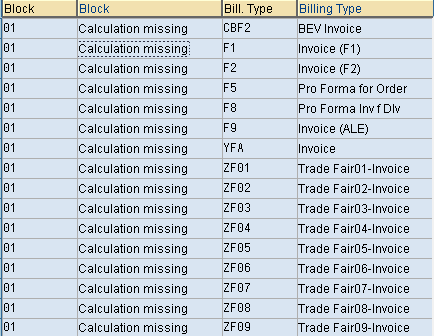 Block Block Bill. Type Billing Type
01 Calculation missing CBF2 BEV Invoice
01 Calculation missing F1 Invoice (F1)
01 Calculation missing F2 Invoice (F2)
01 Calculation missing F5 Pro Forma for Order
01 Calculation missing F8 Pro Forma Inv f Dlv
01 Calculation missing F9 Invoice (ALE)
01 Calculation missing YFA Invoice
01 Calculation missing ZF01 Trade Fair01-Invoice
01 Calculation missing ZF02 Trade Fair02-Invoice
01 Calculation missing ZF03 Trade Fair03-Invoice
01 Calculation missing ZF04 Trade Fair04-Invoice
01 Calculation missing ZF05 Trade Fair05-Invoice
01 Calculation missing ZF06 Trade Fair06-Invoice
01 Calculation missing ZF07 Trade Fair07-Invoice
01 Calculation missing ZF08 Trade Fair08-Invoice
01 Calculation missing ZF09 Trade Fair09-Invoice